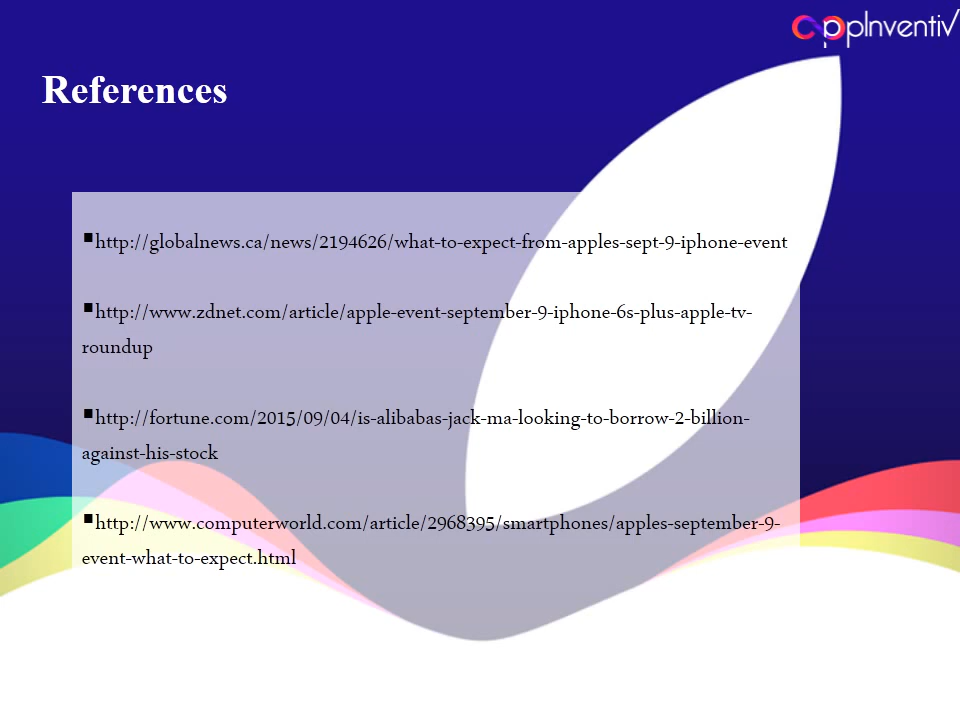 appInventiv
References
▪http://globalnews.ca/news/2194626/what-to-expect-from-apples-sept-9-iphone-event
▪http://www.zdnet.com/article/apple-event-september-9-iphone-6s-plus-apple-tv-
roundup
▪http://fortune.com/2015/09/04/is-alibabas-jack-ma-looking-to-borrow-2-billion-
against-his-stock
▪http://www.computerworld.com/article/2968395/smartphones/apples-september-9-
event-what-to-expect.html